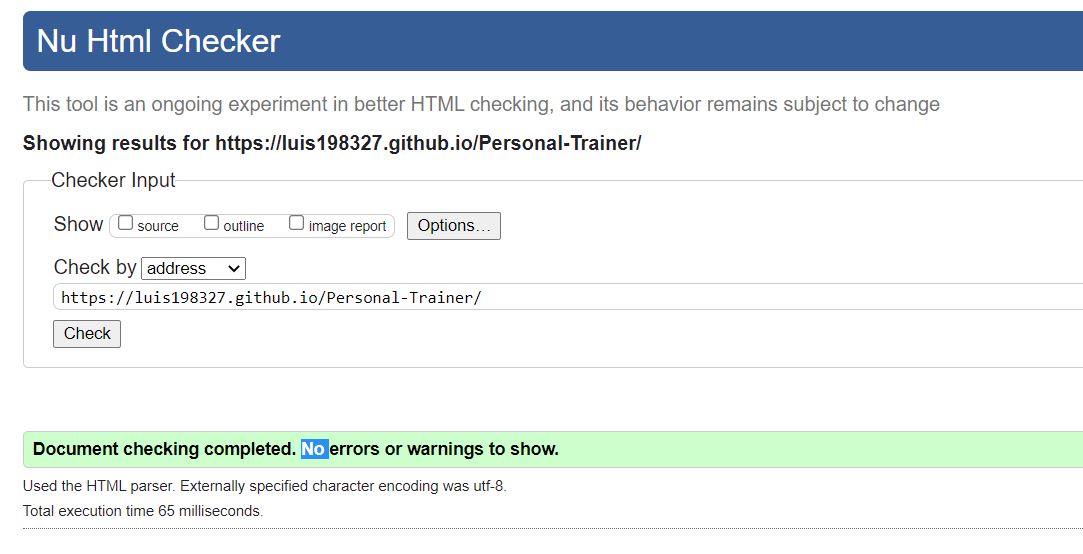 Nu Html Checker
This tool is an ongoing experiment in better HTML checking, and its behavior remains subject to change
Showing results for https://luis198327.github.io/Personal-Trainer/
Checker Input
Show source outline image report Options...
Check by address
https://luis198327.github.io/Personal-Trainer/
Check
Document checking completed. No errors or warnings to show.
Used the HTML parser. Externally specified character encoding was utf-8.
Total execution time 65 milliseconds.